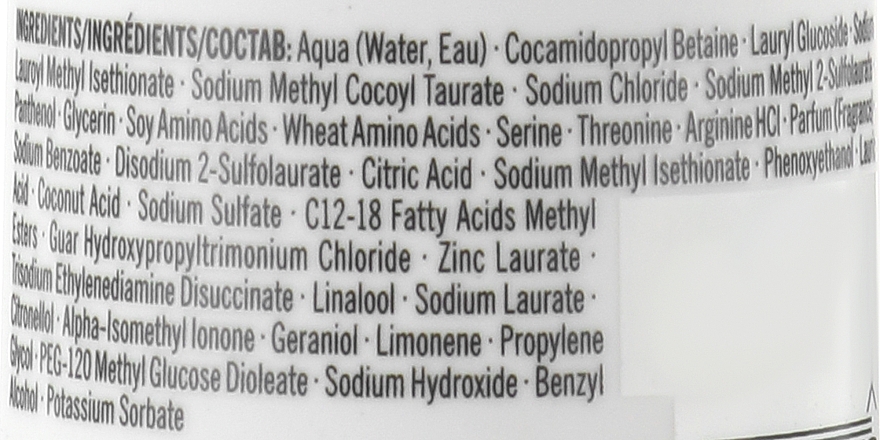 INGREDIENTS/INGRÉDIENTS/COCTAB: Aqua (Water, Eau) · Cocamidopropyl Betaine · Lauryl Glucoside · Sodium
Lauroyl Methyl Isethionate · Sodium Methyl Cocoyl Taurate · Sodium Chloride · Sodium Methyl 2-Sulfolaurate
Panthenol · Glycerin · Soy Amino Acids · Wheat Amino Acids · Serine · Threonine · Arginine HCl · Parfum (Fragrance)
Sodium Benzoate · Disodium 2-Sulfolaurate · Citric Acid · Sodium Methyl Isethionate · Phenoxyethanol ·
Acid · Coconut Acid · Sodium Sulfate · C12-18 Fatty Acids Methyl
Esters · Guar Hydroxypropyltrimonium Chloride · Zinc Laurate ·
Trisodium Ethylenediamine Disuccinate · Linalool · Sodium Laurate ·
Citronellol · Alpha-Isomethyl Ionone · Geraniol · Limonene · Propylene
Glycol · PEG-120 Methyl Glucose Dioleate · Sodium Hydroxide · Benzyl
Alcohol · Potassium Sorbate